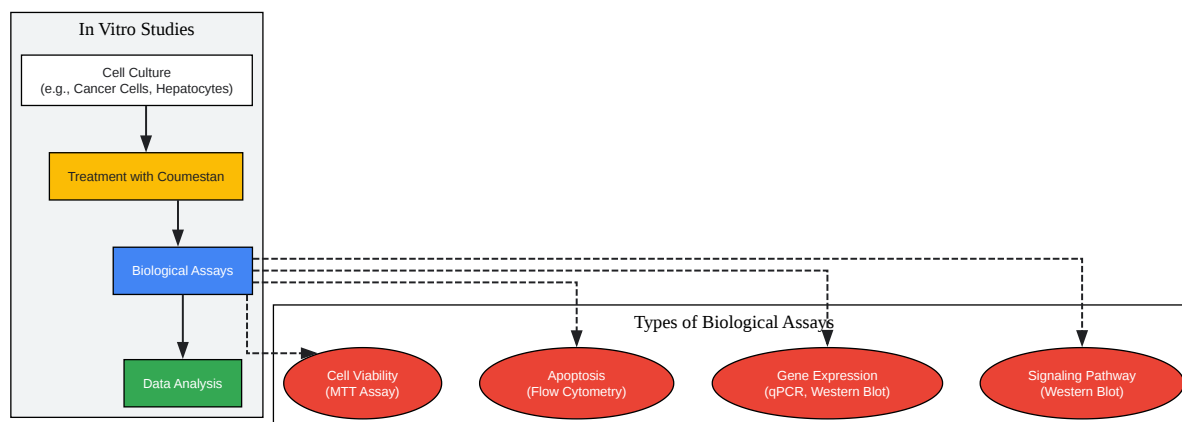 In Vitro Studies
Cell Culture
(e.g., Cancer Cells, Hepatocytes)
Treatment with Coumestan
Biological Assays
Data Analysis
Types of Biological Assays
Cell Viability
(MTT Assay)
Apoptosis
(Flow Cytometry)
Gene Expression
(qPCR, Western Blot)
Signaling Pathway
(Western Blot)